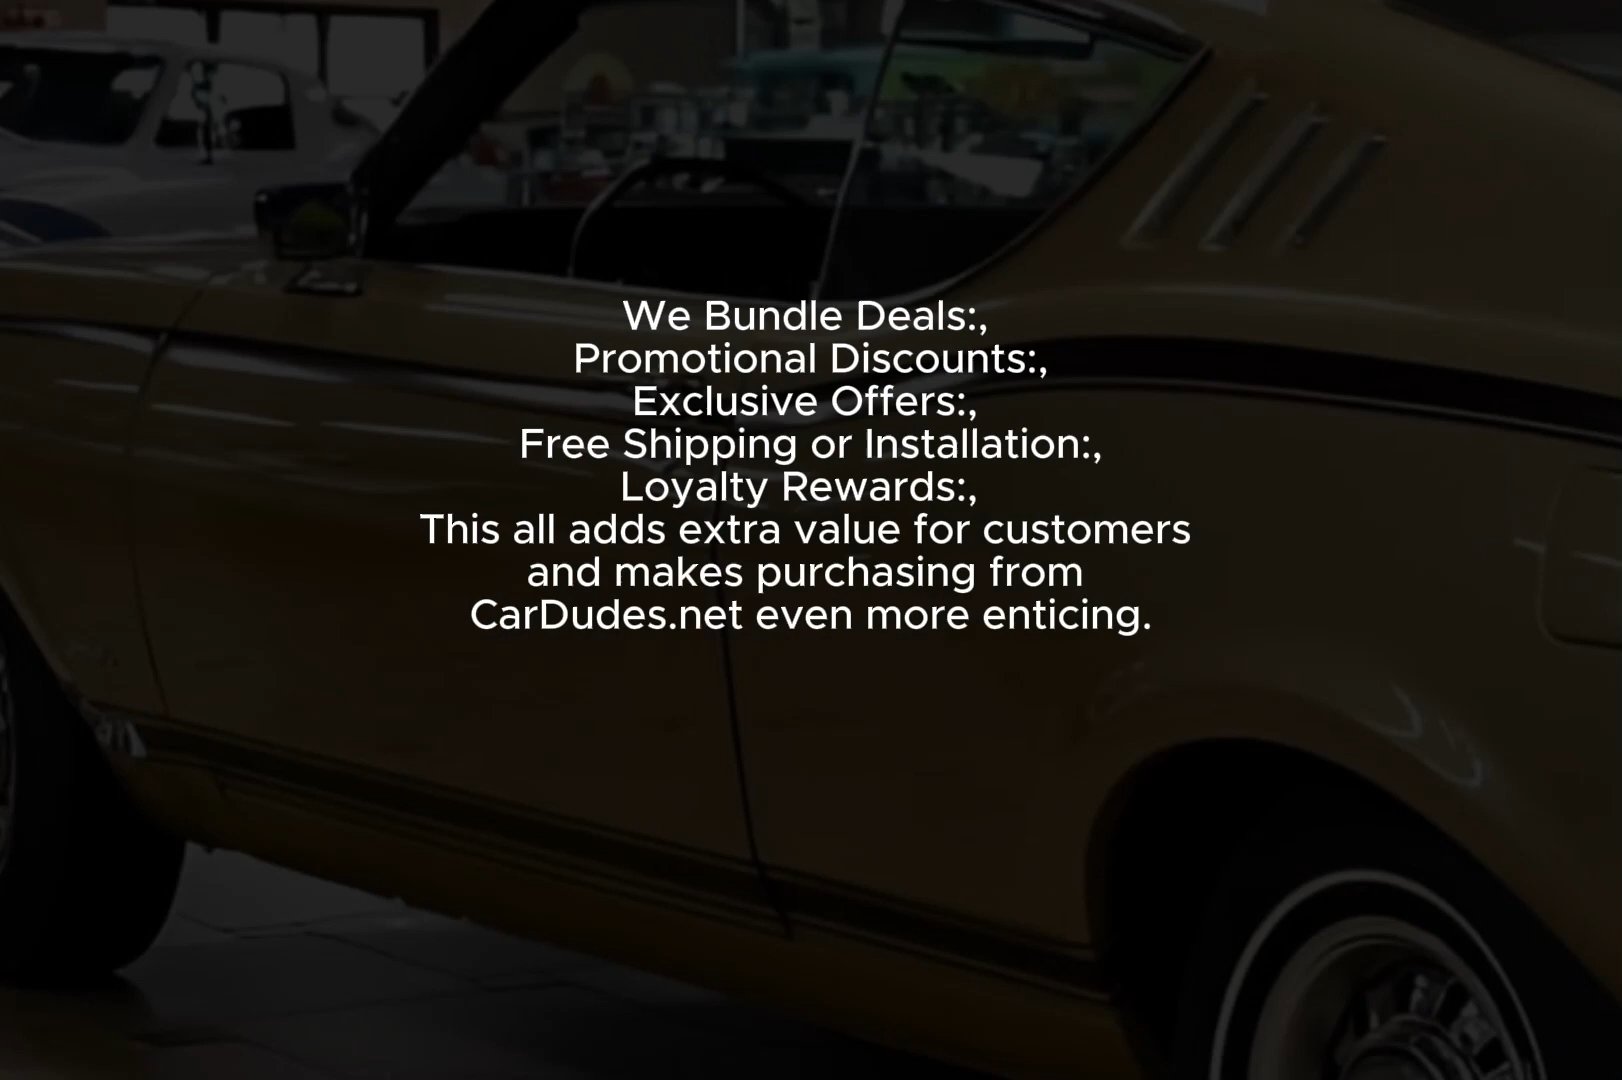 We Bundle Deals:,
Promotional Discounts:,
Exclusive Offers:,
Free Shipping or Installation:,
Loyalty Rewards:,
This all adds extra value for customers
and makes purchasing from
CarDudes.net even more enticing.